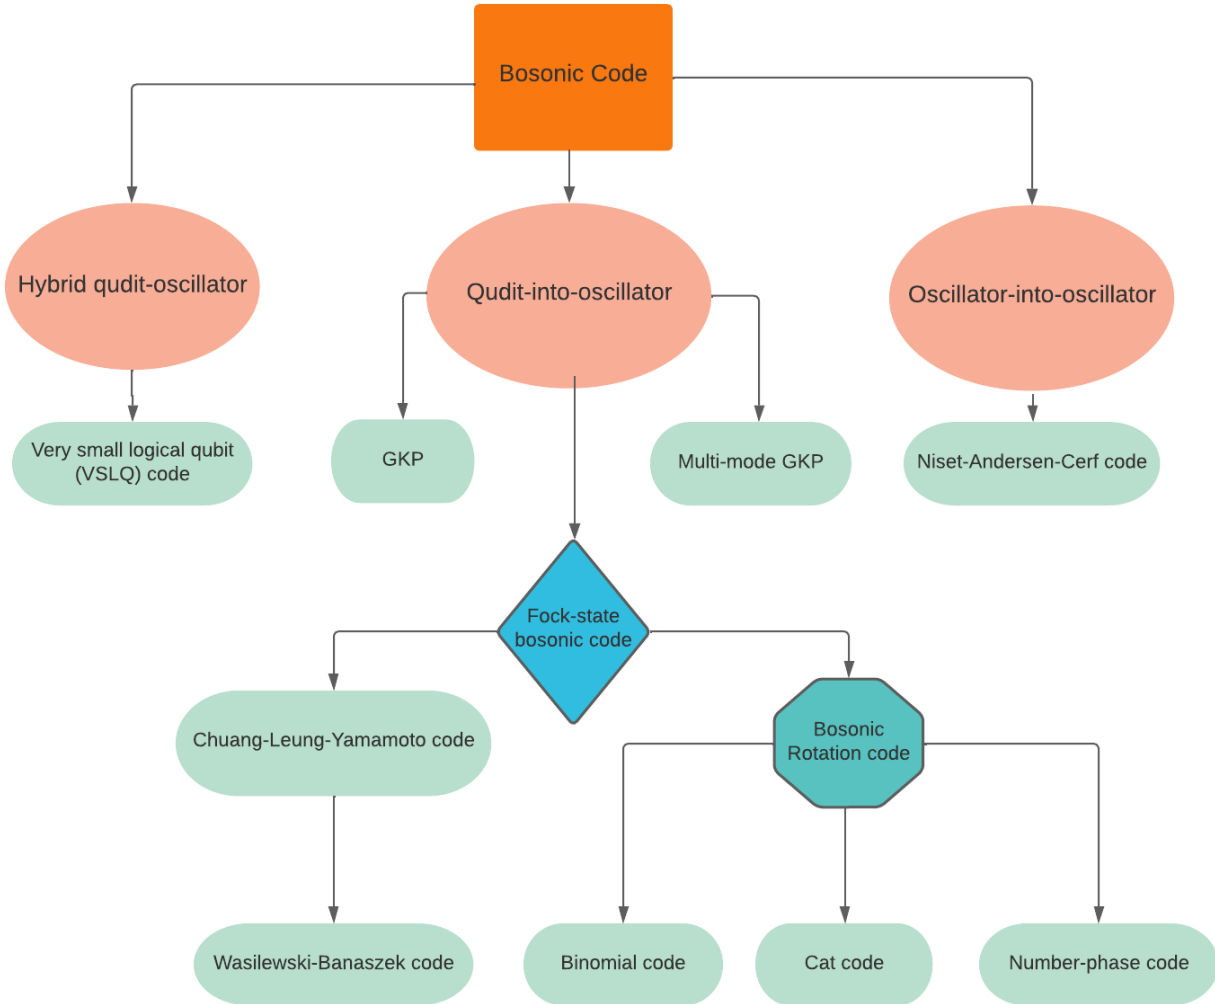 Bosonic Code
Hybrid qudit-oscillator
Qudit-into-oscillator
Oscillator-into-oscillator
Very small logical qubit
(VSLQ) code
GKP
Multi-mode GKP
Niset-Andersen-Cerf code
Fock-state
bosonic code
Chuang-Leung-Yamamoto code
Bosonic
Rotation code
Wasilewski-Banaszek code
Binomial code
Cat code
Number-phase code